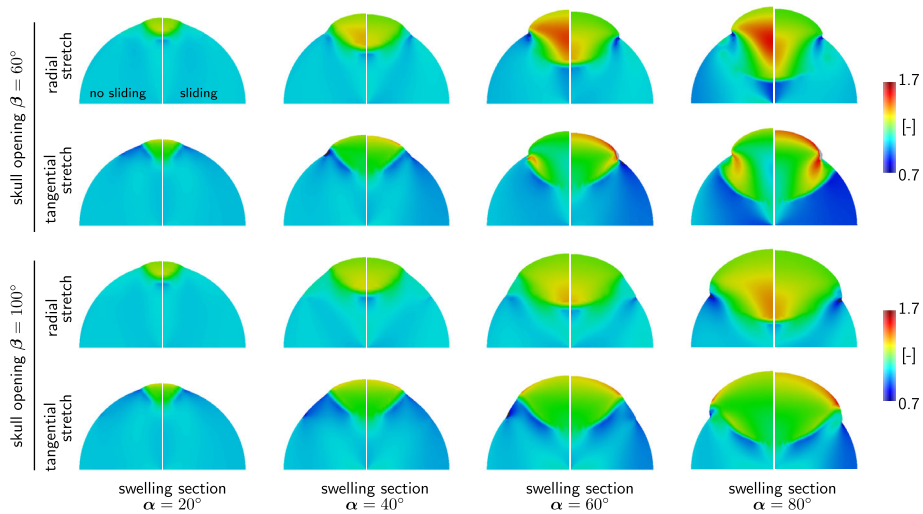 skull opening β = 60°
radial
stretch
no sliding
sliding
tangential
stretch
1.7
[-]
0.7
skull opening β = 100°
radial
stretch
tangential
stretch
1.7
[-]
0.7
swelling section
α = 20°
swelling section
α = 40°
swelling section
α = 60°
swelling section
α = 80°